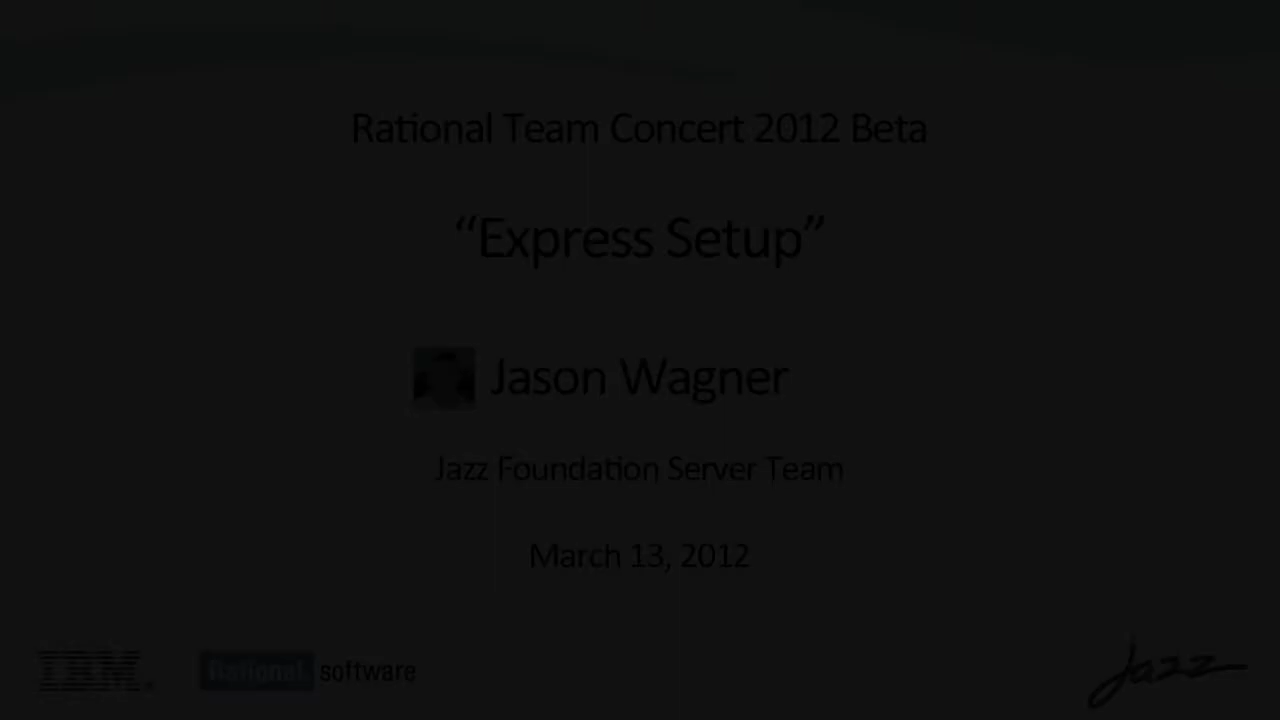 Rational Team Concert 2012 Beta
“Express Setup”
Jason Wagner
Jazz Foundation Server Team
March 13, 2012
IBM.
Rational software
Jazz